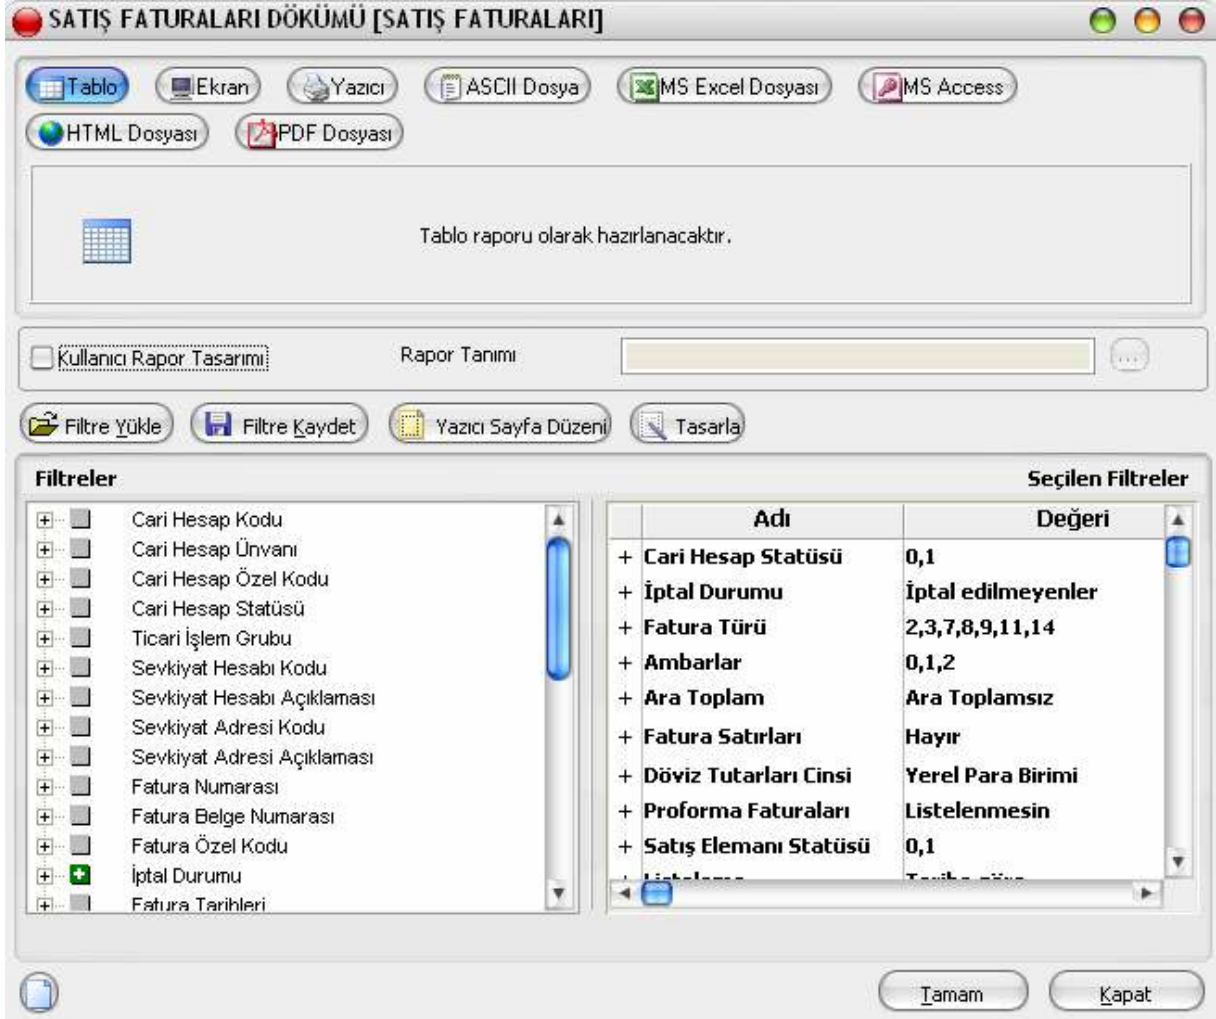 SATIŞ FATURALARI DÖKÜMÜ [SATIŞ FATURALARI]
Tablo Ekran Yazıcı ASCII Dosya MS Excel Dosyası MS Access
HTML Dosyası PDF Dosyası
Tablo raporu olarak hazırlanacaktır.
Kullanıcı Rapor Tasarımı Rapor Tanımı ...
Filtre Yükle Filtre Kaydet Yazıcı Sayfa Düzeni Tasarla
Filtreler Seçilen Filtreler
Cari Hesap Kodu
Cari Hesap Ünvanı
Cari Hesap Özel Kodu
Cari Hesap Statüsü
Ticari İşlem Grubu
Sevkiyat Hesabı Kodu
Sevkiyat Hesabı Açıklaması
Sevkiyat Adresi Kodu
Sevkiyat Adresi Açıklaması
Fatura Numarası
Fatura Belge Numarası
Fatura Özel Kodu
İptal Durumu
Fatura Tarihleri
Adı Değeri
+ Cari Hesap Statüsü 0,1
+ İptal Durumu İptal edilmeyenler
+ Fatura Türü 2,3,7,8,9,11,14
+ Ambarlar 0,1,2
+ Ara Toplam Ara Toplamsız
+ Fatura Satırları Hayır
+ Döviz Tutarları Cinsi Yerel Para Birimi
+ Proforma Faturaları Listelenmesin
+ Satış Elemanı Statüsü 0,1
+ Listeleme Tarihe göre
Tamam Kapat